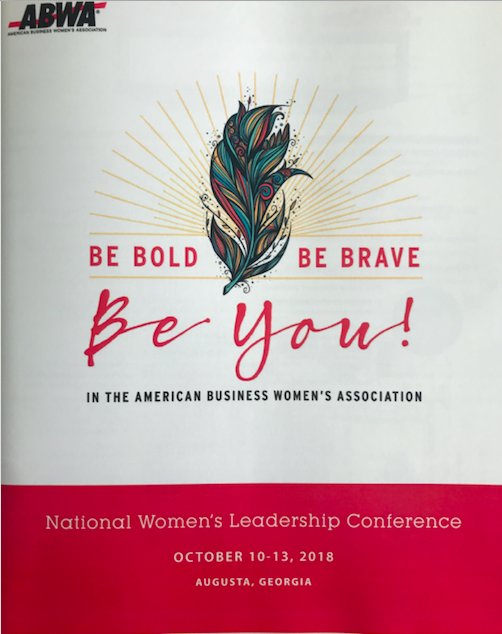 ABWA®
AMERICAN BUSINESS WOMEN'S ASSOCIATION
BE BOLD BE BRAVE
Be You!
IN THE AMERICAN BUSINESS WOMEN'S ASSOCIATION
National Women's Leadership Conference
OCTOBER 10-13, 2018
AUGUSTA, GEORGIA